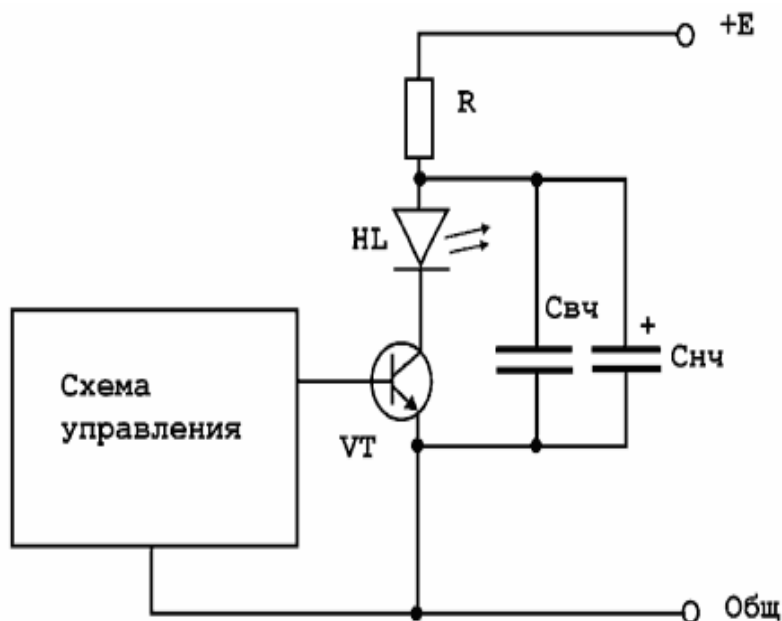 +E
R
HL
Cвч
+
Cнч
Схема
управления
VT
Общ